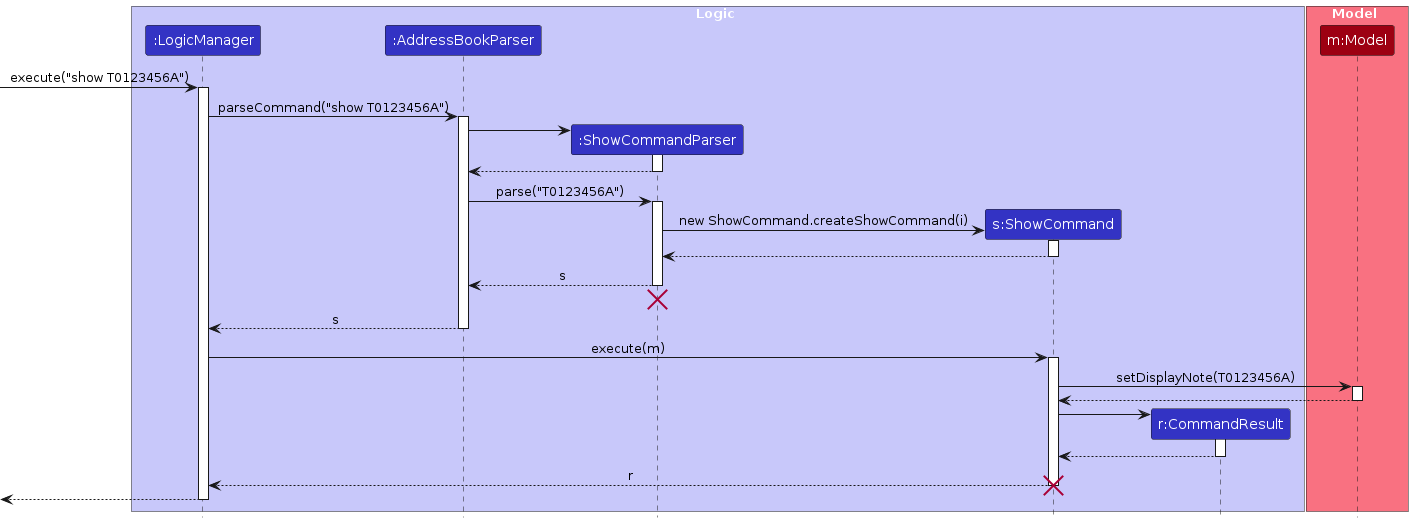 Logic
Model
:LogicManager
:AddressBookParser
m:Model
execute("show T0123456A")
parseCommand("show T0123456A")
:ShowCommandParser
parse("T0123456A")
new ShowCommand.createShowCommand(i)
s:ShowCommand
s
s
execute(m)
setDisplayNote(T0123456A)
r:CommandResult
r